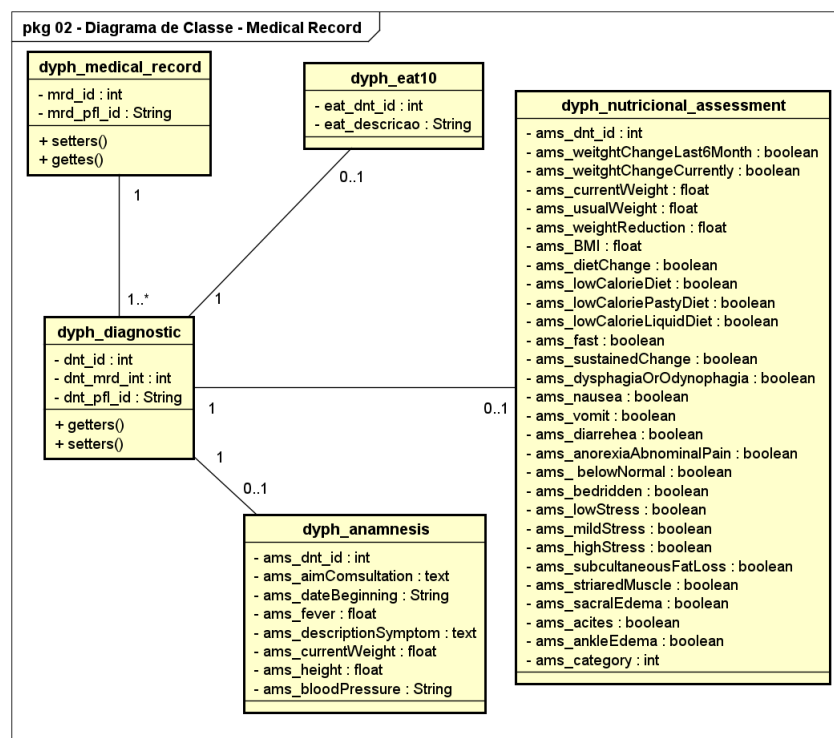 pkg 02 - Diagrama de Classe - Medical Record
dyph_medical_record
- mrd_id : int
- mrd_pfl_id : String
+ setters()
+ gettes()
dyph_eat10
- eat_dnt_id : int
- eat_descricao : String
dyph_nutricional_assessment
- ams_dnt_id : int
- ams_weitghtChangeLast6Month : boolean
- ams_weitghtChangeCurrently : boolean
- ams_currentWeight : float
- ams_usualWeight : float
- ams_weightReduction : float
- ams_BMI : float
- ams_dietChange : boolean
- ams_lowCalorieDiet : boolean
- ams_lowCaloriePastyDiet : boolean
- ams_lowCalorieLiquidDiet : boolean
- ams_fast : boolean
- ams_sustainedChange : boolean
- ams_dysphagiaOrOdynophagia : boolean
- ams_nausea : boolean
- ams_vomit : boolean
- ams_diarrehea : boolean
- ams_anorexiaAbnominalPain : boolean
- ams_ belowNormal : boolean
- ams_bedridden : boolean
- ams_lowStress : boolean
- ams_mildStress : boolean
- ams_highStress : boolean
- ams_subcultaneousFatLoss : boolean
- ams_striaredMuscle : boolean
- ams_sacralEdema : boolean
- ams_acites : boolean
- ams_ankleEdema : boolean
- ams_category : int
1
1..*
0..1
1
dyph_diagnostic
- dnt_id : int
- dnt_mrd_int : int
- dnt_pfl_id : String
+ getters()
+ setters()
1
0..1
1
0..1
dyph_anamnesis
- ams_dnt_id : int
- ams_aimComsultation : text
- ams_dateBeginning : String
- ams_fever : float
- ams_descriptionSymptom : text
- ams_currentWeight : float
- ams_height : float
- ams_bloodPressure : String